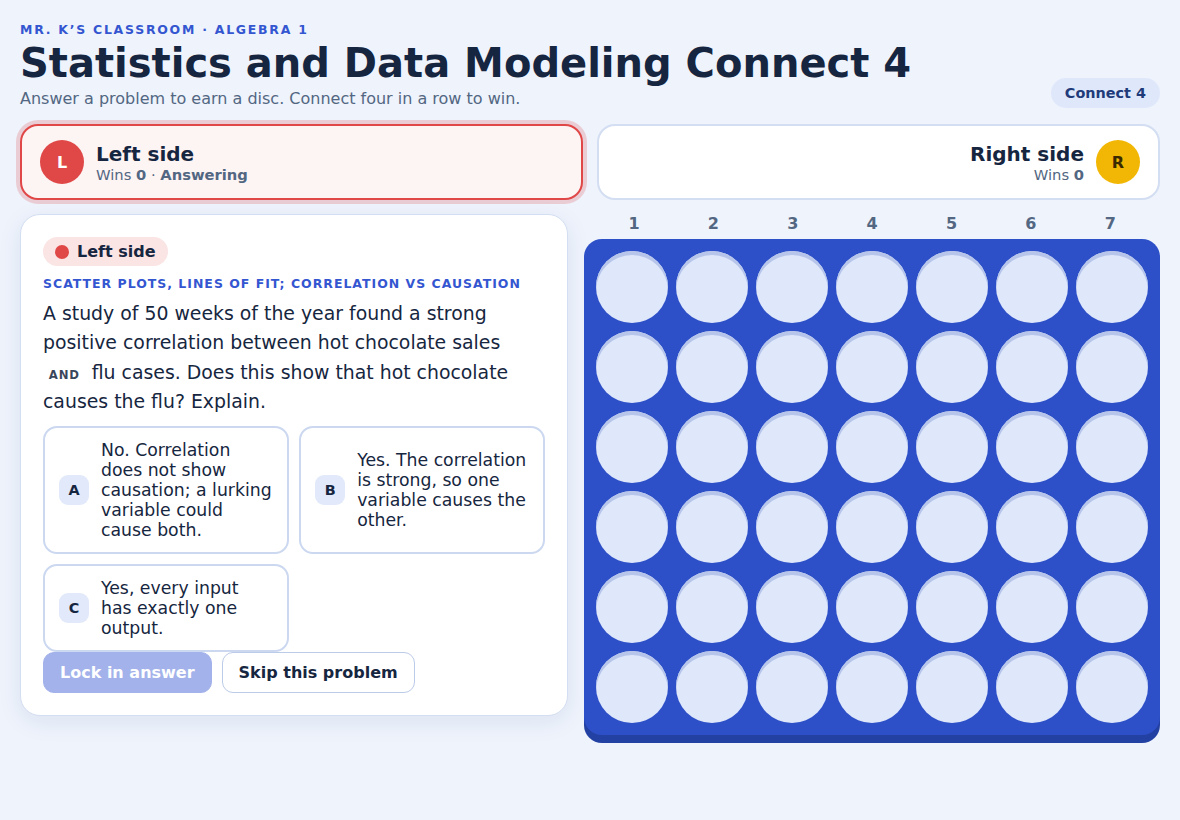 MR. K’S CLASSROOM · ALGEBRA 1
Statistics and Data Modeling Connect 4
Answer a problem to earn a disc. Connect four in a row to win.
Connect 4
L
Left side
Wins 0 · Answering
Right side
Wins 0
R
Left side
SCATTER PLOTS, LINES OF FIT; CORRELATION VS CAUSATION
A study of 50 weeks of the year found a strong
positive correlation between hot chocolate sales
AND flu cases. Does this show that hot chocolate
causes the flu? Explain.
A
No. Correlation
does not show
causation; a lurking
variable could
cause both.
B
Yes. The correlation
is strong, so one
variable causes the
other.
C
Yes, every input
has exactly one
output.
Lock in answer
Skip this problem
1 2 3 4 5 6 7